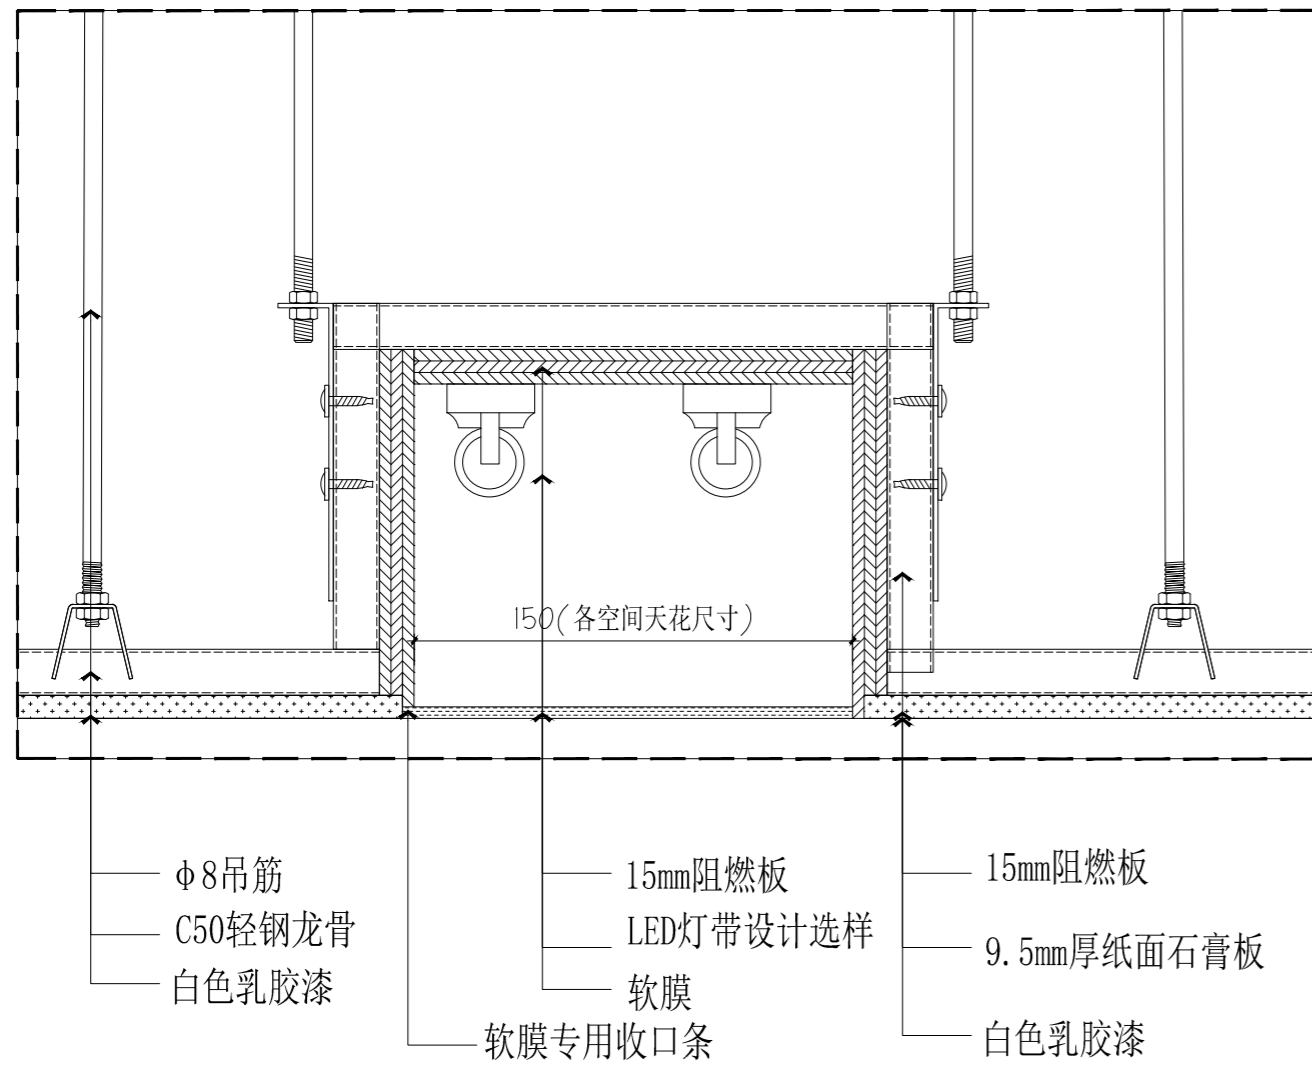 150(各空间天花尺寸)
φ8吊筋
C50轻钢龙骨
白色乳胶漆
15mm阻燃板
LED灯带设计选样
软膜
软膜专用收口条
15mm阻燃板
9.5mm厚纸面石膏板
白色乳胶漆